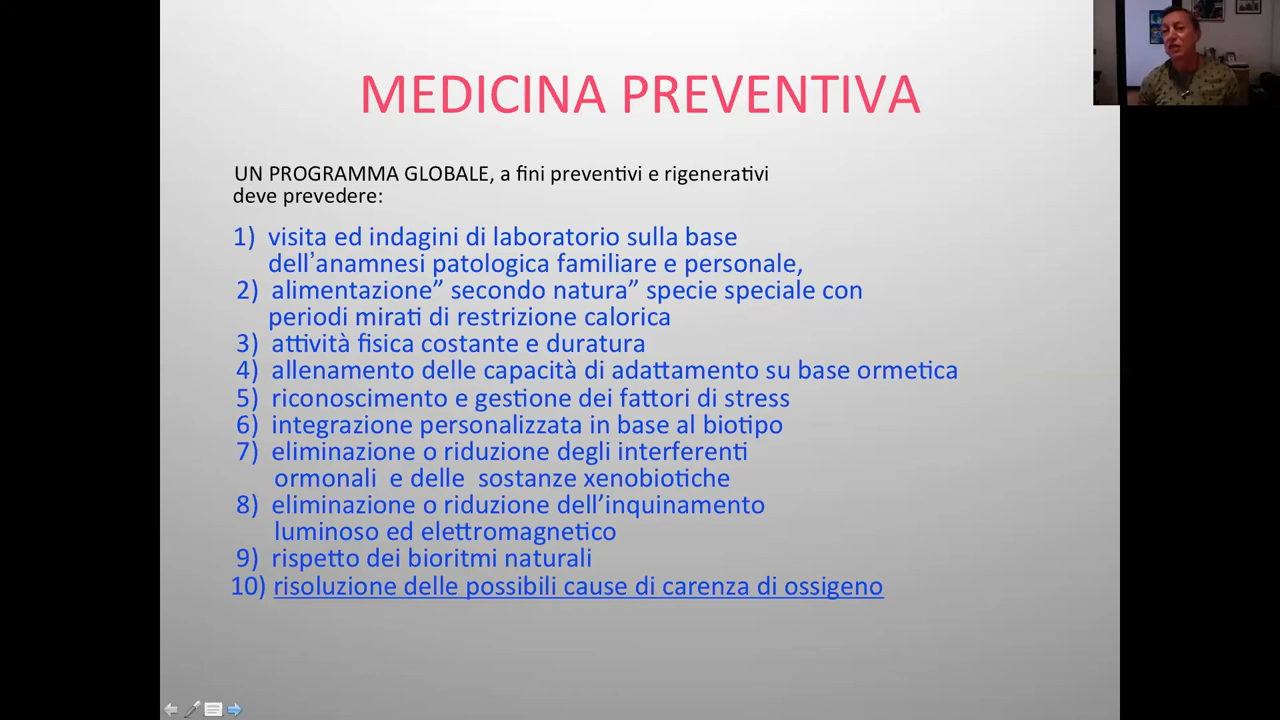 MEDICINA PREVENTIVA
UN PROGRAMMA GLOBALE, a fini preventivi e rigenerativi
deve prevedere:
1) visita ed indagini di laboratorio sulla base
dell’anamnesi patologica familiare e personale,
2) alimentazione” secondo natura” specie speciale con
periodi mirati di restrizione calorica
3) attività fisica costante e duratura
4) allenamento delle capacità di adattamento su base ormetica
5) riconoscimento e gestione dei fattori di stress
6) integrazione personalizzata in base al biotipo
7) eliminazione o riduzione degli interferenti
ormonali e delle sostanze xenobiotiche
8) eliminazione o riduzione dell’inquinamento
luminoso ed elettromagnetico
9) rispetto dei bioritmi naturali
10) risoluzione delle possibili cause di carenza di ossigeno